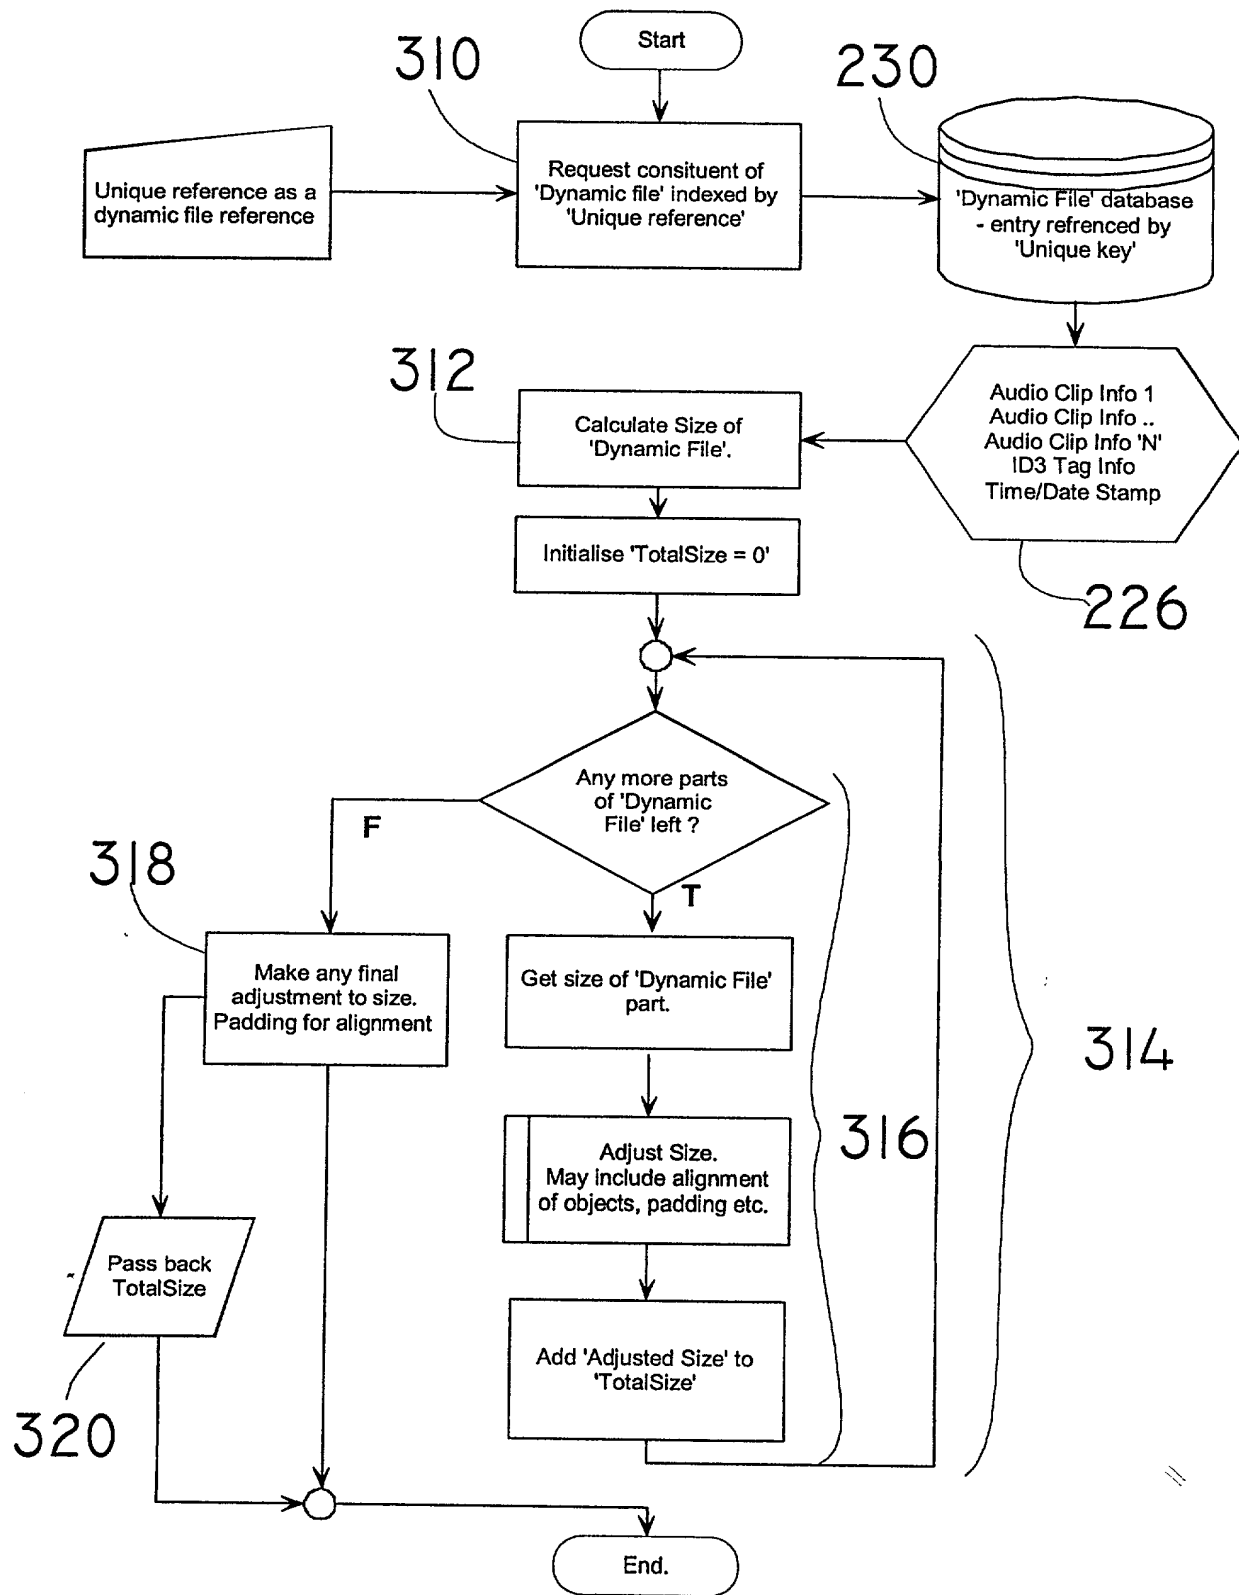 Start
310
230
Unique reference as a
dynamic file reference
Request consituent of
'Dynamic file' indexed by
'Unique reference'
'Dynamic File' database
- entry refrenced by
'Unique key'
312
Calculate Size of
'Dynamic File'.
Audio Clip Info 1
Audio Clip Info ..
Audio Clip Info 'N'
ID3 Tag Info
Time/Date Stamp
Initialise 'TotalSize = 0'
226
Any more parts
of 'Dynamic
File' left ?
F
T
318
Make any final
adjustment to size.
Padding for alignment
Get size of 'Dynamic File'
part.
314
316
Adjust Size.
May include alignment
of objects, padding etc.
Pass back
TotalSize
Add 'Adjusted Size' to
'TotalSize'
320
End.